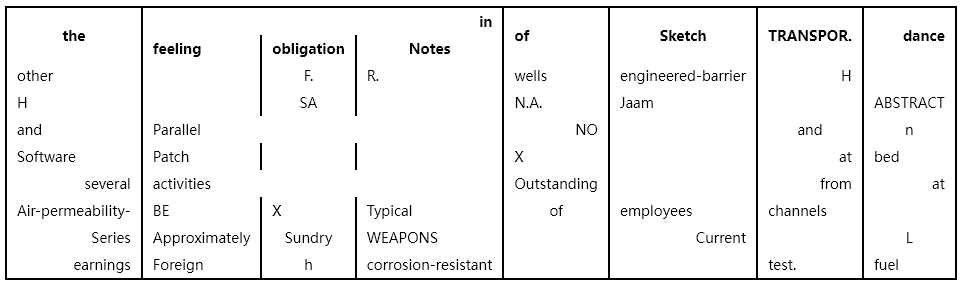 the in of Sketch TRANSPOR. dance
feeling obligation Notes
other F. R. wells engineered-barrier H
H SA N.A. Jaam ABSTRACT
and Parallel NO and n
Software Patch X at bed
several activities Outstanding from at
Air-permeability- BE X Typical of employees channels
Series Approximately Sundry WEAPONS Current L
earnings Foreign h corrosion-resistant test. fuel